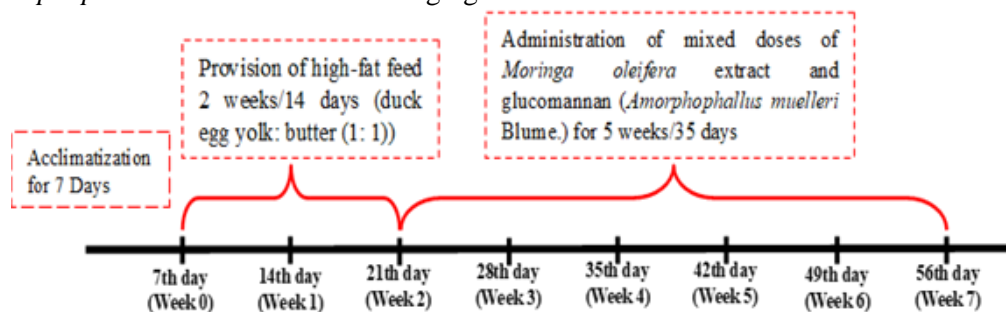 Provision of high-fat feed
2 weeks/14 days (duck
egg yolk: butter (1: 1))
Administration of mixed doses of
Moringa oleifera extract and
glucomannan (Amorphophallus muelleri
Blume.) for 5 weeks/35 days
Acclimatization
for 7 Days
7th day
(Week 0)
14th day
(Week 1)
21th day
(Week 2)
28th day
(Week 3)
35th day
(Week 4)
42th day
(Week 5)
49th day
(Week 6)
56th day
(Week 7)